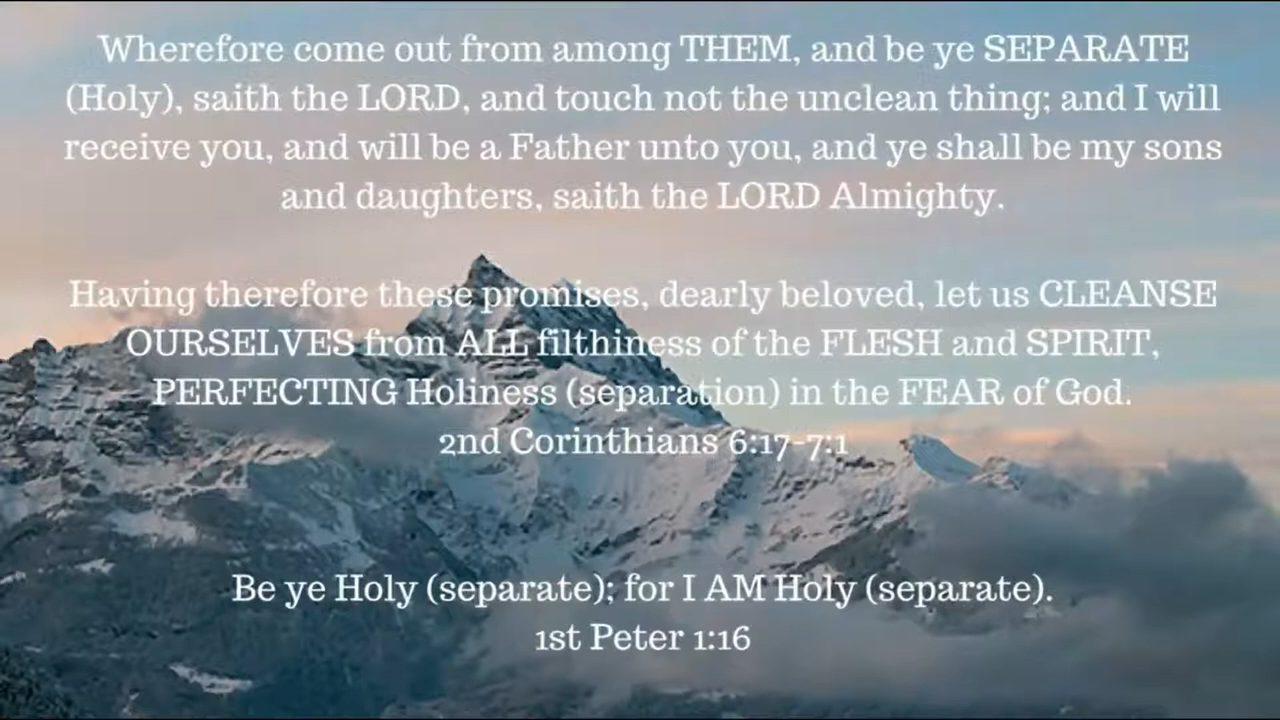 Wherefore come out from among THEM, and be ye SEPARATE
(Holy), saith the LORD, and touch not the unclean thing; and I will
receive you, and will be a Father unto you, and ye shall be my sons
and daughters, saith the LORD Almighty.
Having therefore these promises, dearly beloved, let us CLEANSE
OURSELVES from ALL filthiness of the FLESH and SPIRIT,
PERFECTING Holiness (separation) in the FEAR of God.
2nd Corinthians 6:17-7:1
Be ye Holy (separate); for I AM Holy (separate).
1st Peter 1:16